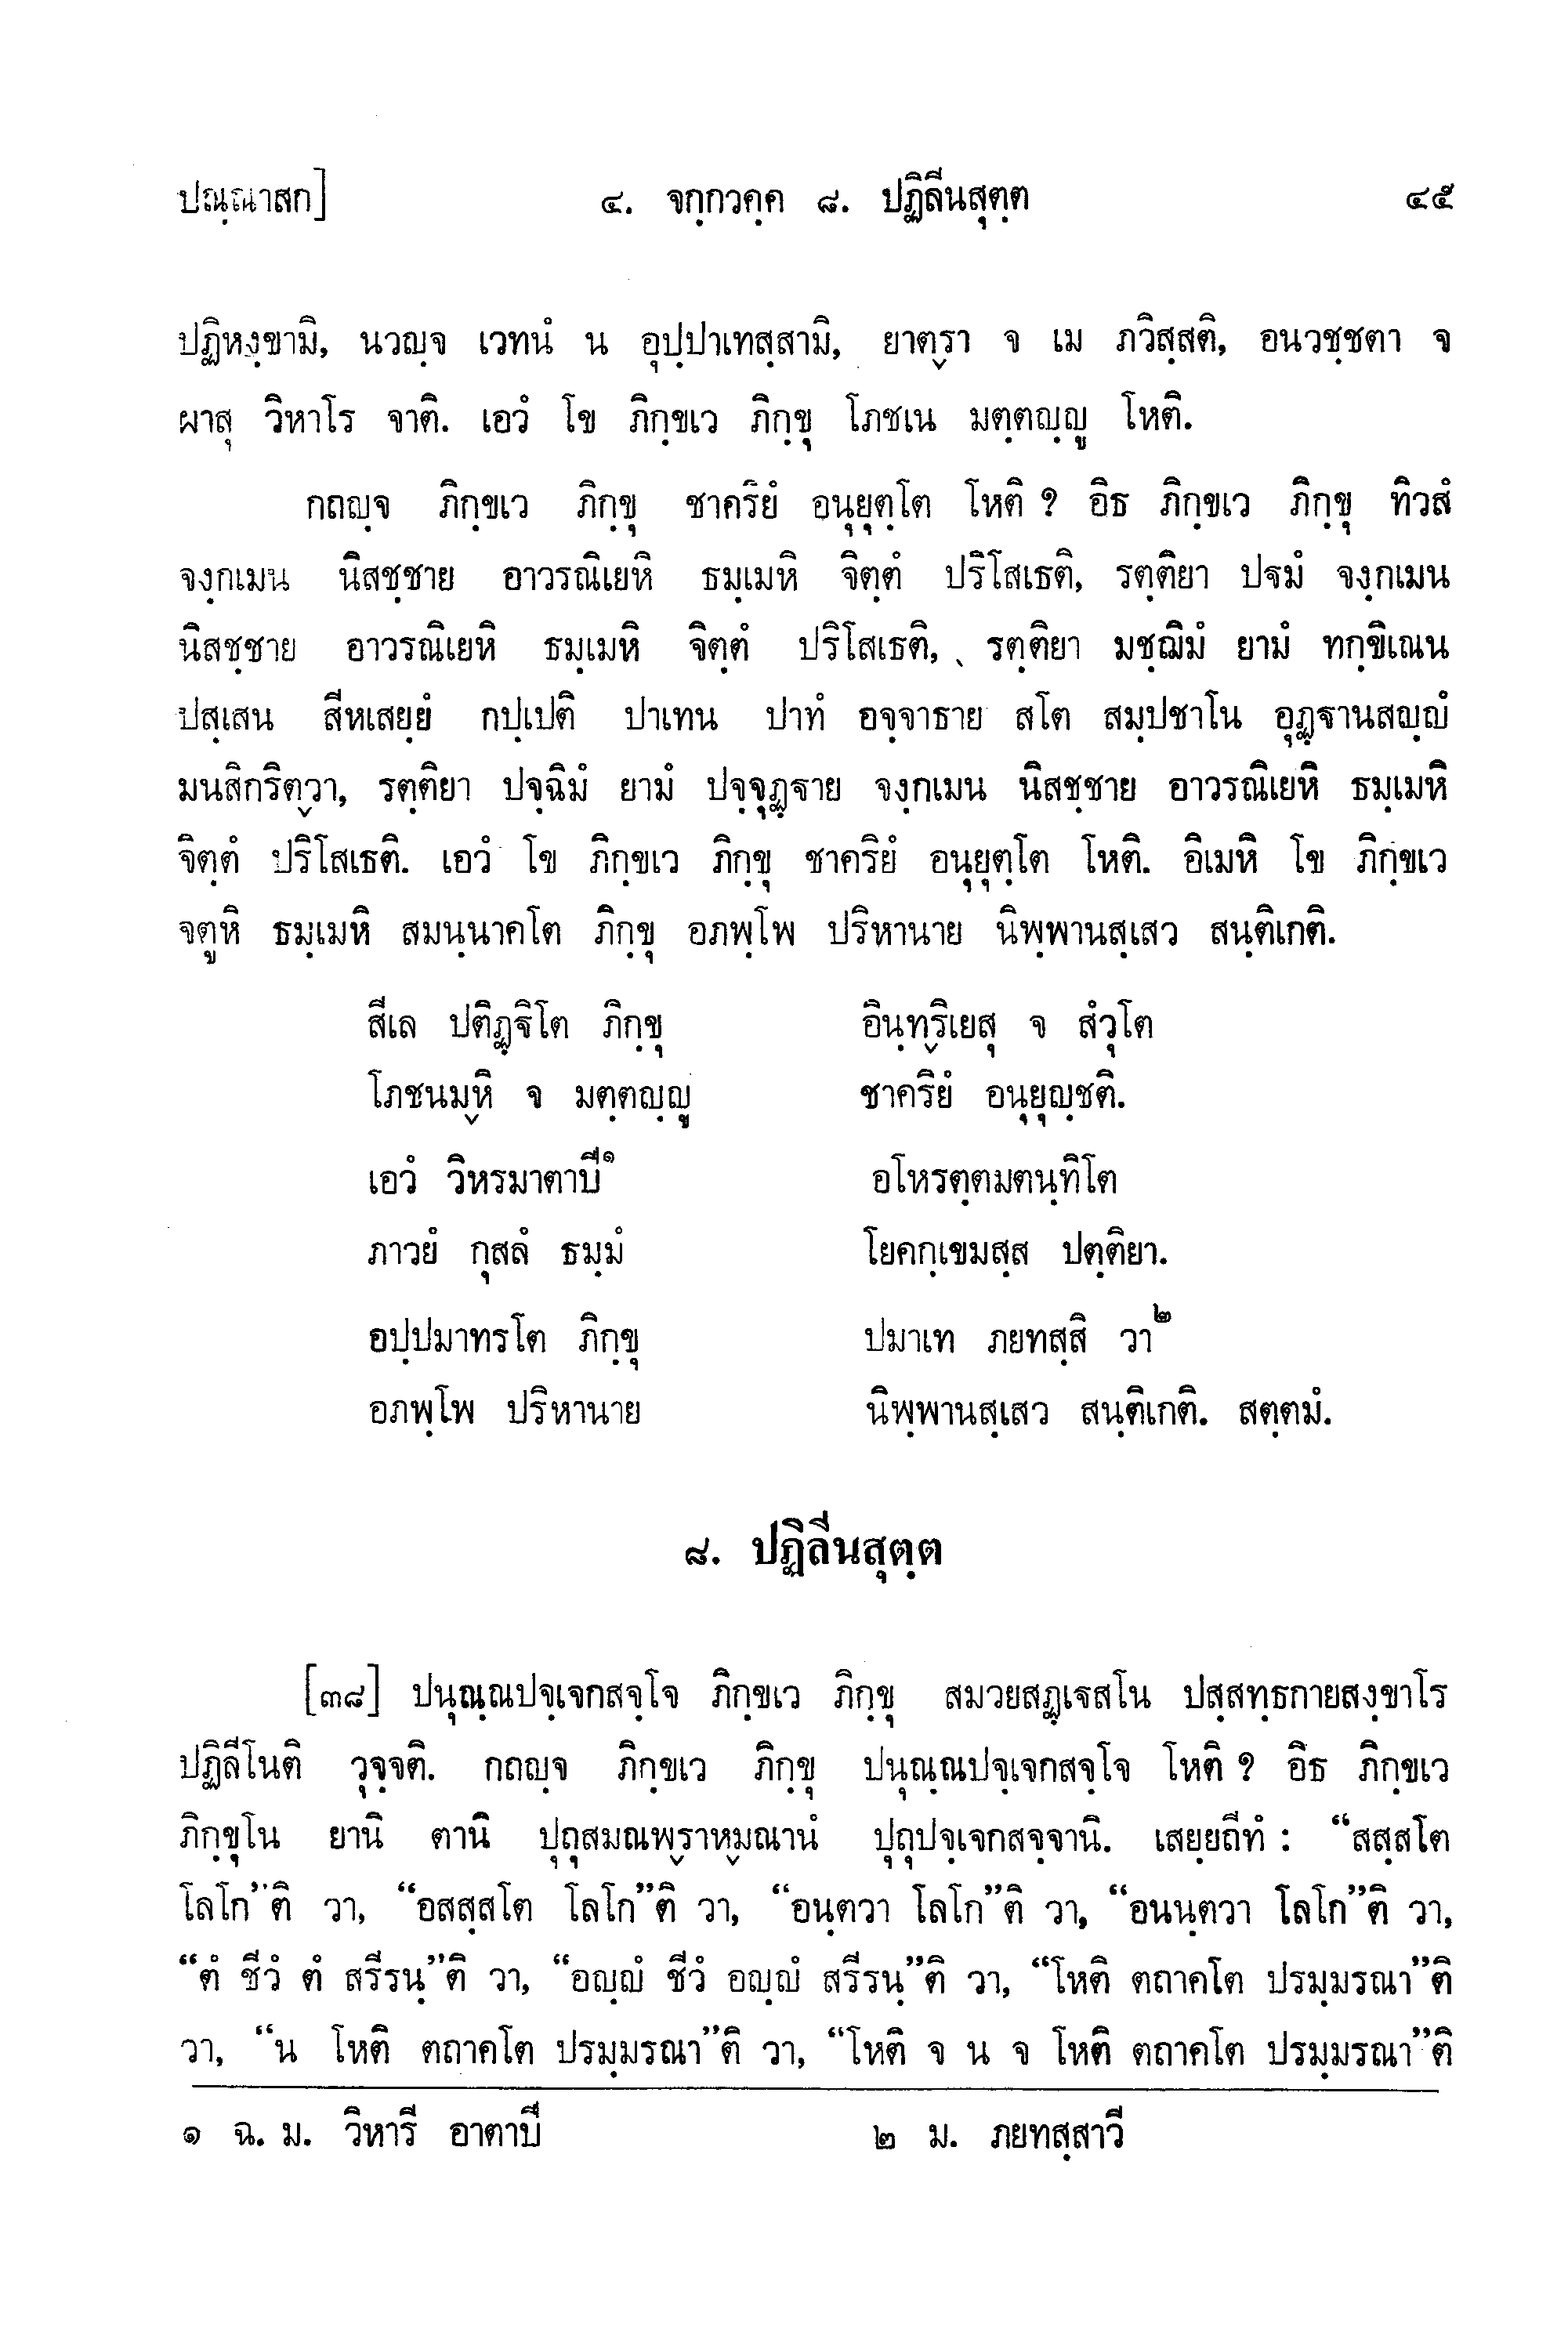 ปณฺณาสก] ๔. จกฺกวคฺค ๘. ปฏิลีนสุตฺต ๔๕
ปฏิหงฺขามิ, นวญฺจ เวทนํ น อุปฺปาเทสฺสามิ, ยาตฺรา จ เม ภวิสฺสติ, อนวชฺชตา จ
ผาสุ วิหาโร จาติ. เอวํ โข ภิกฺขเว ภิกฺขุ โภชเน มตฺตญฺญู โหติ.
กถญฺจ ภิกฺขเว ภิกฺขุ ชาคริยํ อนุยุตฺโต โหติ ? อิธ ภิกฺขเว ภิกฺขุ ทิวสํ
จงฺกเมน นิสชฺชาย อาวรณิเยหิ ธมฺเมหิ จิตฺตํ ปริโสเธติ, รตฺติยา ปฐมํ จงฺกเมน
นิสชฺชาย อาวรณิเยหิ ธมฺเมหิ จิตฺตํ ปริโสเธติ, รตฺติยา มชฺฌิมํ ยามํ ทกฺขิเณน
ปสฺเสน สีหเสยฺยํ กปฺเปติ ปาเทน ปาทํ อจฺจาธาย สโต สมฺปชาโน อุฏฺฐานสญฺญํ
มนสิกริตฺวา, รตฺติยา ปจฺฉิมํ ยามํ ปจฺจุฏฺฐาย จงฺกเมน นิสชฺชาย อาวรณิเยหิ ธมฺเมหิ
จิตฺตํ ปริโสเธติ. เอวํ โข ภิกฺขเว ภิกฺขุ ชาคริยํ อนุยุตฺโต โหติ. อิเมหิ โข ภิกฺขเว
จตูหิ ธมฺเมหิ สมนฺนาคโต ภิกฺขุ อภพฺโพ ปริหานาย นิพฺพานสฺเสว สนฺติเกติ.
สีเล ปติฏฺฐิโต ภิกฺขุ อินฺทฺริเยสุ จ สํวุโต
โภชนมฺหิ จ มตฺตญฺญู ชาคริยํ อนุยุญฺชติ.
เอวํ วิหรมาตาปี๑ อโหรตฺตมตนฺทิโต
ภาวยํ กุสลํ ธมฺมํ โยคกฺเขมสฺส ปตฺติยา.
อปฺปมาทรโต ภิกฺขุ ปมาเท ภยทสฺสิ วา๒
อภพฺโพ ปริหานาย นิพฺพานสฺเสว สนฺติเกติ. สตฺตมํ.
๘. ปฏิลีนสุตฺต
[๓๘] ปนุณฺณปจฺเจกสจฺโจ ภิกฺขเว ภิกฺขุ สมวยสฏฺเฐสโน ปสฺสทฺธกายสงฺขาโร
ปฏิลีโนติ วุจฺจติ. กถญฺจ ภิกฺขเว ภิกฺขุ ปนุณฺณปจฺเจกสจฺโจ โหติ ? อิธ ภิกฺขเว
ภิกฺขุโน ยานิ ตานิ ปุถุสมณพฺราหฺมณานํ ปุถุปจฺเจกสจฺจานิ. เสยฺยถีทํ : “สสฺสโต
โลโก”ติ วา, “อสสฺสโต โลโก”ติ วา, “อนฺตวา โลโก”ติ วา, “อนนฺตวา โลโก”ติ วา,
“ตํ ชีวํ ตํ สรีรนฺ”ติ วา, “อญฺญํ ชีวํ อญฺญํ สรีรนฺ”ติ วา, “โหติ ตถาคโต ปรมฺมรณา”ติ
วา, “น โหติ ตถาคโต ปรมฺมรณา”ติ วา, “โหติ จ น จ โหติ ตถาคโต ปรมฺมรณา”ติ
๑ ฉ. ม. วิหารี อาตาปี ๒ ม. ภยทสฺสาวี